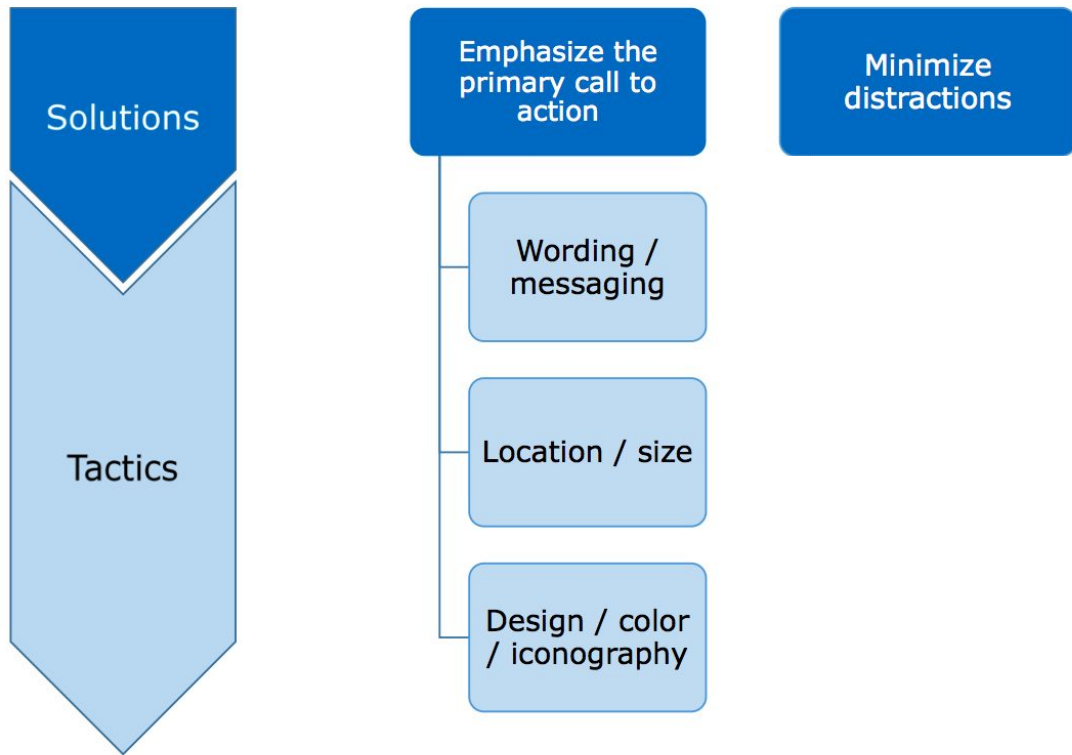 Solutions
Emphasize the
primary call to
action
Minimize
distractions
Tactics
Wording /
messaging
Location / size
Design / color
/ iconography